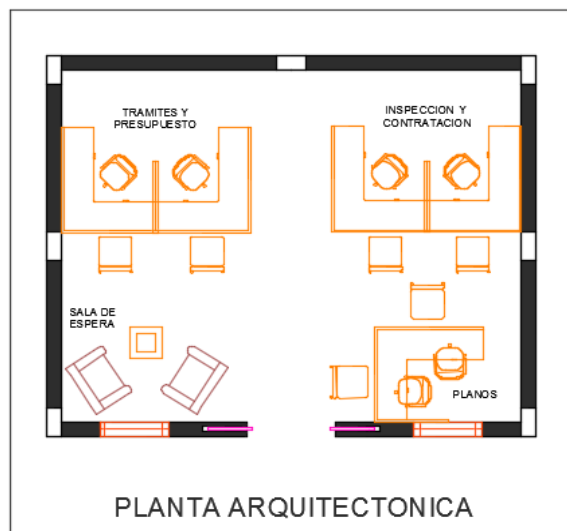 TRAMITES Y
PRESUPUESTO
INSPECCION Y
CONTRATACION
SALA DE
ESPERA
PLANOS
PLANTA ARQUITECTONICA